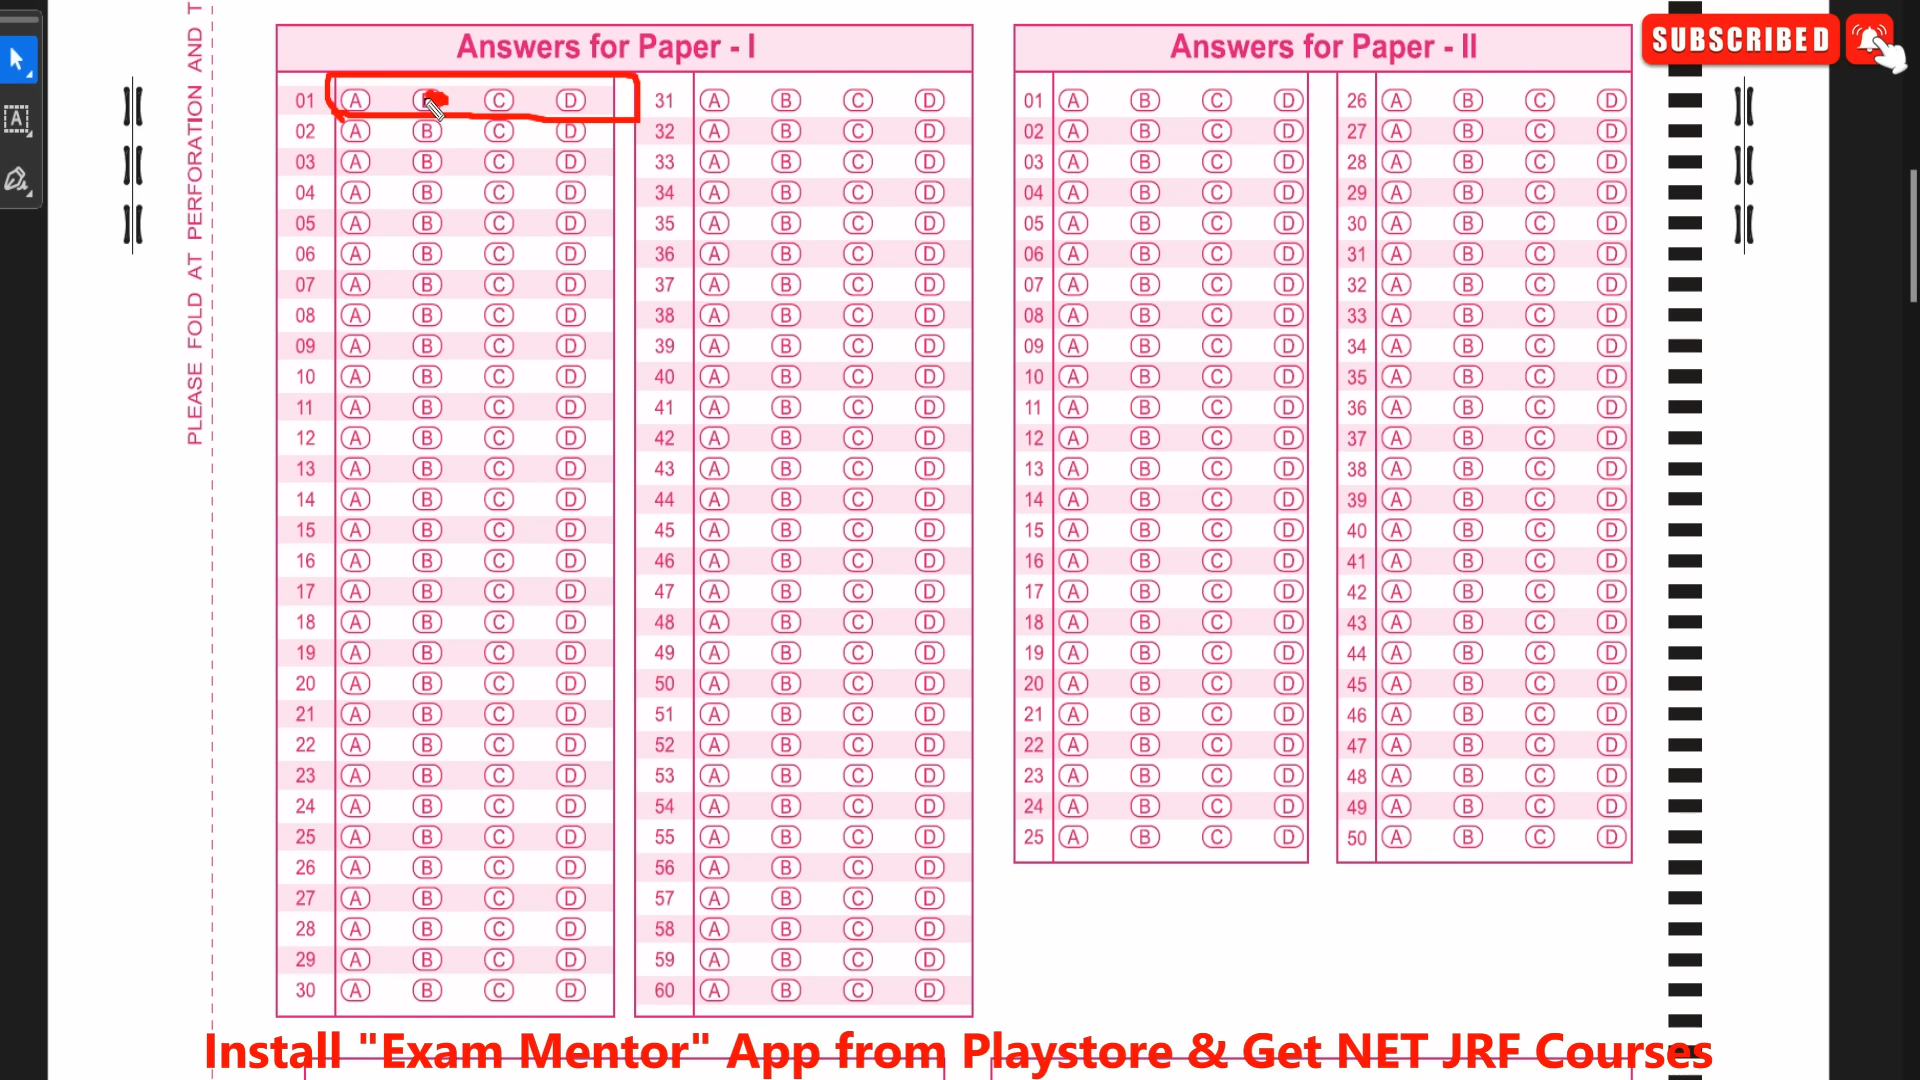 PLEASE FOLD AT PERFORATION AND T
Answers for Paper - I
01 A B C D
02 A B C D
03 A B C D
04 A B C D
05 A B C D
06 A B C D
07 A B C D
08 A B C D
09 A B C D
10 A B C D
11 A B C D
12 A B C D
13 A B C D
14 A B C D
15 A B C D
16 A B C D
17 A B C D
18 A B C D
19 A B C D
20 A B C D
21 A B C D
22 A B C D
23 A B C D
24 A B C D
25 A B C D
26 A B C D
27 A B C D
28 A B C D
29 A B C D
30 A B C D
31 A B C D
32 A B C D
33 A B C D
34 A B C D
35 A B C D
36 A B C D
37 A B C D
38 A B C D
39 A B C D
40 A B C D
41 A B C D
42 A B C D
43 A B C D
44 A B C D
45 A B C D
46 A B C D
47 A B C D
48 A B C D
49 A B C D
50 A B C D
51 A B C D
52 A B C D
53 A B C D
54 A B C D
55 A B C D
56 A B C D
57 A B C D
58 A B C D
59 A B C D
60 A B C D
Answers for Paper - II
01 A B C D
02 A B C D
03 A B C D
04 A B C D
05 A B C D
06 A B C D
07 A B C D
08 A B C D
09 A B C D
10 A B C D
11 A B C D
12 A B C D
13 A B C D
14 A B C D
15 A B C D
16 A B C D
17 A B C D
18 A B C D
19 A B C D
20 A B C D
21 A B C D
22 A B C D
23 A B C D
24 A B C D
25 A B C D
26 A B C D
27 A B C D
28 A B C D
29 A B C D
30 A B C D
31 A B C D
32 A B C D
33 A B C D
34 A B C D
35 A B C D
36 A B C D
37 A B C D
38 A B C D
39 A B C D
40 A B C D
41 A B C D
42 A B C D
43 A B C D
44 A B C D
45 A B C D
46 A B C D
47 A B C D
48 A B C D
49 A B C D
50 A B C D
SUBSCRIBED
A
Install "Exam Mentor" App from Playstore & Get NET JRF Courses